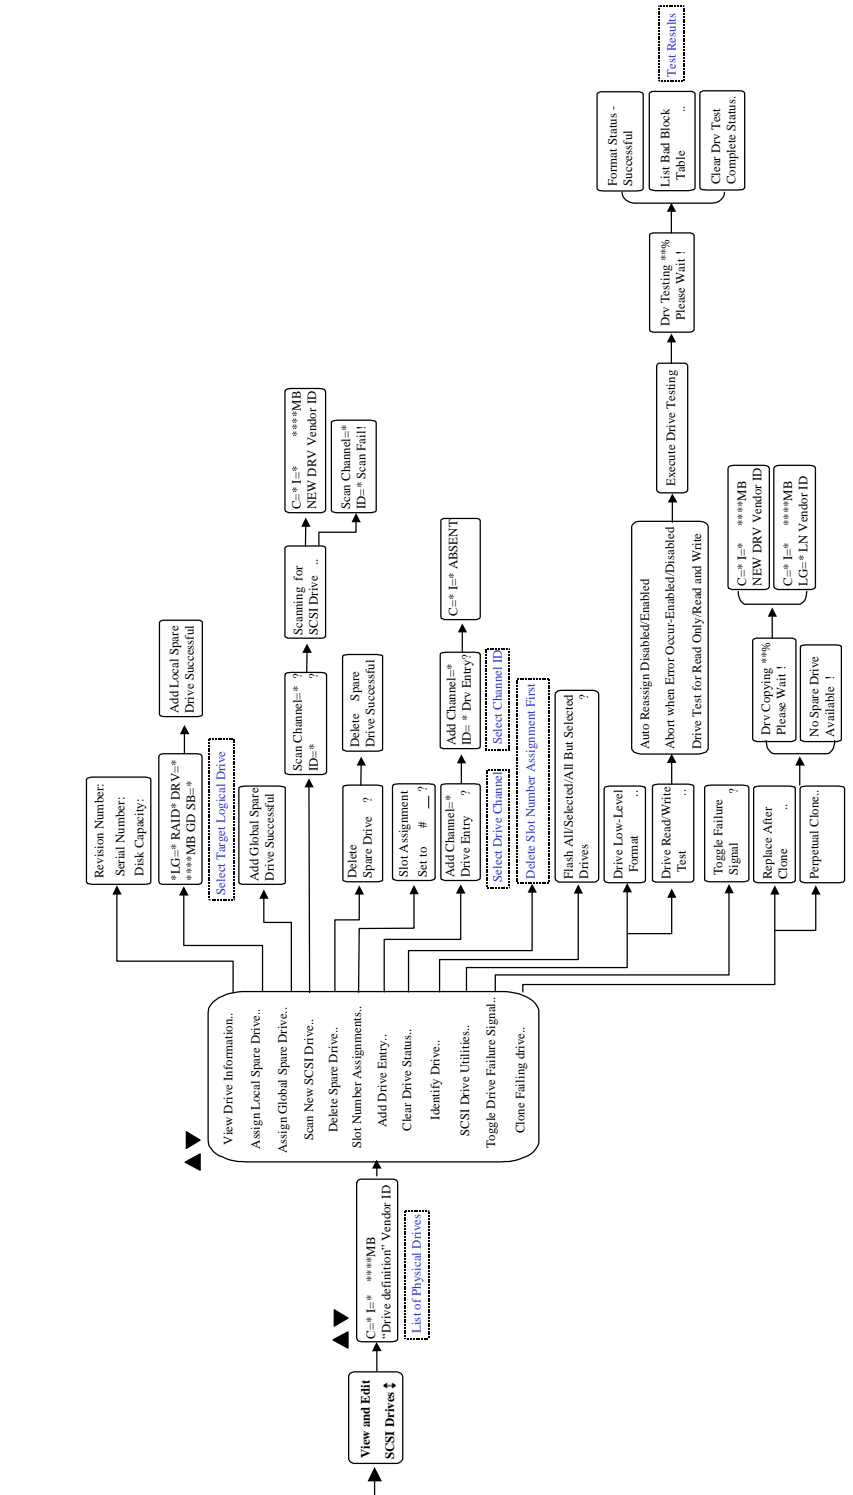 View and Edit
SCSI Drives
C=* I=* ****MB
“Drive definition” Vendor ID
List of Physical Drives
View Drive Information..
Assign Local Spare Drive..
Assign Global Spare Drive..
Scan New SCSI Drive..
Delete Spare Drive..
Slot Number Assignments..
Add Drive Entry..
Clear Drive Status..
Identify Drive..
SCSI Drive Utilities..
Toggle Drive Failure Signal..
Clone Failing drive..
Revision Number:
Serial Number:
Disk Capacity:
*LG=* RAID* DRV=*
****MB GD SB=*
Select Target Logical Drive
Add Local Spare
Drive Successful
Add Global Spare
Drive Successful
Scan Channel=* ?
ID=* ?
Scanning for
SCSI Drive ..
C=* I=* ****MB
NEW DRV Vendor ID
Scan Channel=*
ID=* Scan Fail!
Delete
Spare Drive ?
Delete Spare
Drive Successful
Slot Assignment
Set to # __ ?
Add Channel=*
Drive Entry ?
Select Drive Channel
Add Channel=*
ID= * Drv Entry?
Select Channel ID
C=* I=* ABSENT
Delete Slot Number Assignment First
Flash All/Selected/All But Selected
Drives ?
Drive Low-Level
Format ..
Drive Read/Write
Test ..
Auto Reassign Disabled/Enabled
Abort when Error Occur-Enabled/Disabled
Drive Test for Read Only/Read and Write
Execute Drive Testing
Drv Testing **%
Please Wait !
Format Status -
Successful
List Bad Block
Table ..
Clear Drv Test
Complete Status.
Test Results
Toggle Failure
Signal ?
Replace After
Clone ..
Perpetual Clone..
Drv Copying **%
Please Wait !
No Spare Drive
Available !
C=* I=* ****MB
NEW DRV Vendor ID
C=* I=* ****MB
LG=* LN Vendor ID